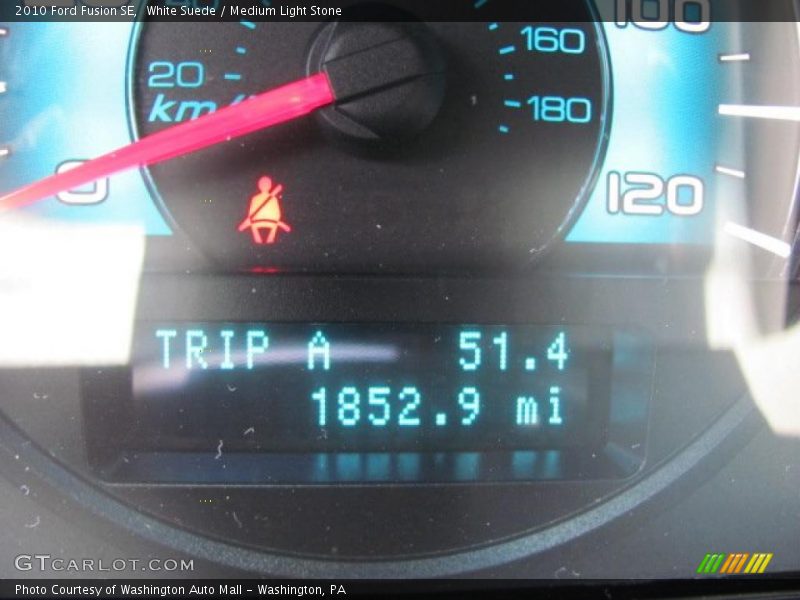 2010 Ford Fusion SE, White Suede / Medium Light Stone
100
160
20
km/
180
0
120
TRIP A 51.4
1852.9 mi
GTCARLOT.COM
Photo Courtesy of Washington Auto Mall - Washington, PA